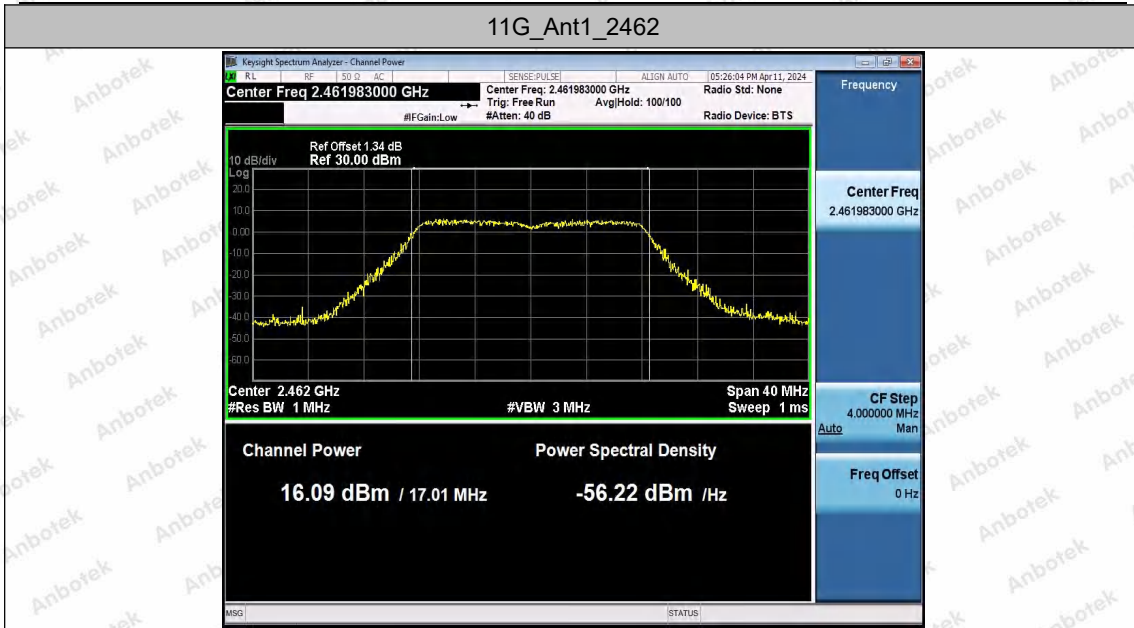 11G_Ant1_2462
Keysight Spectrum Analyzer - Channel Power
RL RF 50 Ω AC SENSE:PULSE ALIGN AUTO 05:26:04 PM Apr 11, 2024
Center Freq 2.461983000 GHz
Center Freq: 2.461983000 GHz
Radio Std: None
Trig: Free Run Avg|Hold: 100/100
#IFGain:Low
#Atten: 40 dB
Radio Device: BTS
Ref Offset 1.34 dB
10 dB/div Ref 30.00 dBm
Log
20.0
10.0
0.00
-10.0
-20.0
-30.0
-40.0
-50.0
-60.0
Center 2.462 GHz Span 40 MHz
#Res BW 1 MHz #VBW 3 MHz Sweep 1 ms
Channel Power Power Spectral Density
16.09 dBm / 17.01 MHz -56.22 dBm /Hz
MSG STATUS
Frequency
Center Freq
2.461983000 GHz
CF Step
4.000000 MHz
Auto Man
Freq Offset
0 Hz
Anbotek